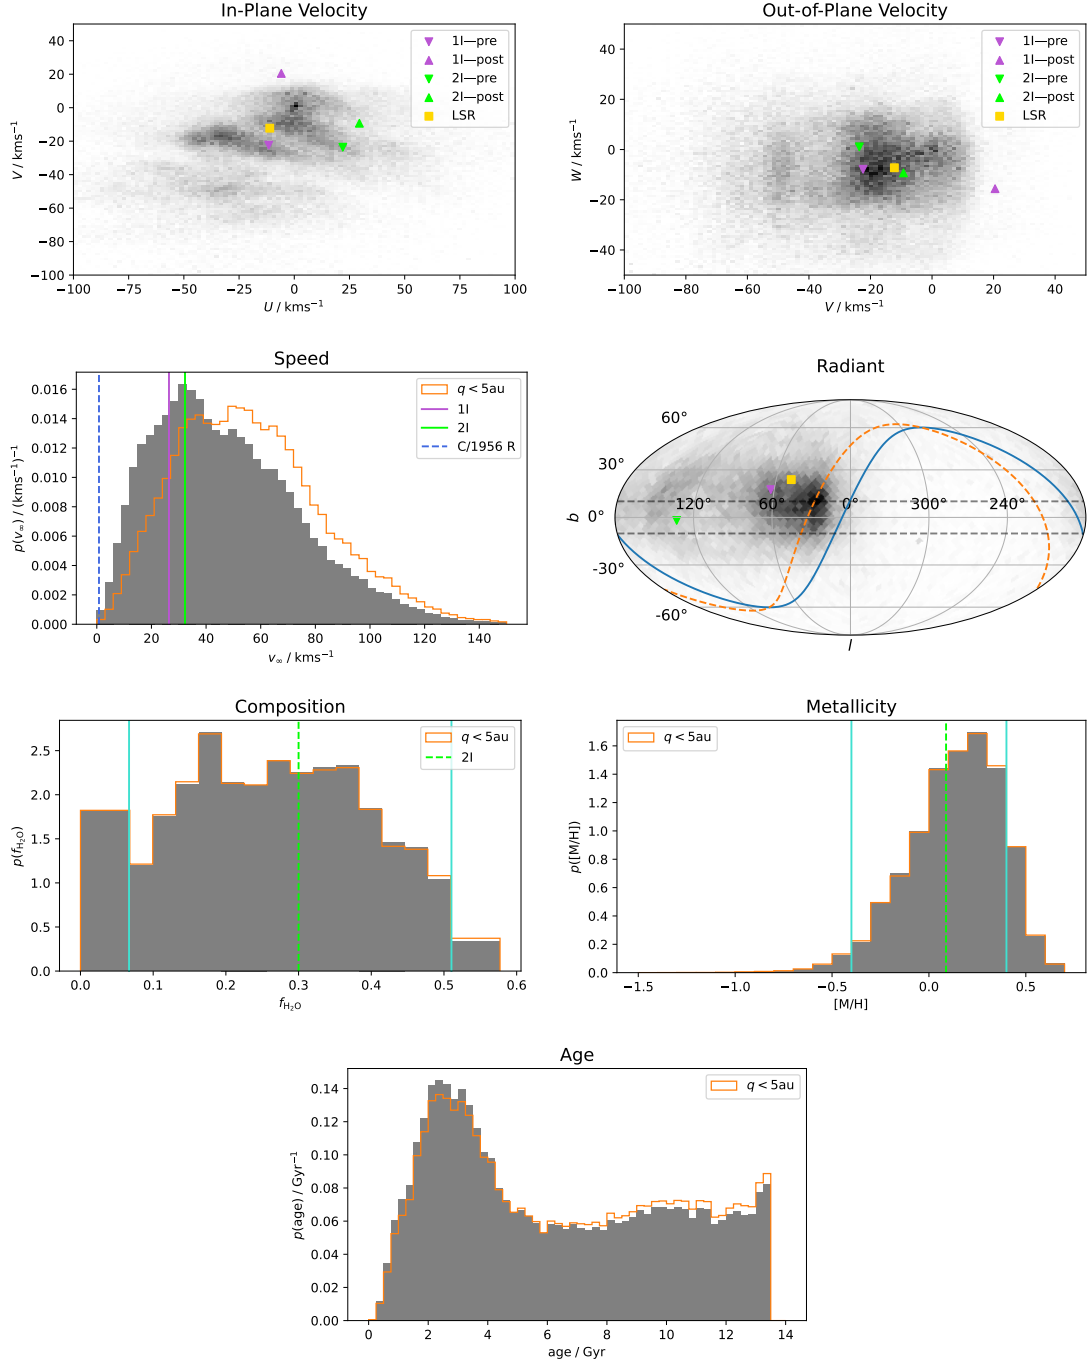 In-Plane Velocity
40
20
0
−20
−40
−60
−80
−100
V / kms⁻¹
1I—pre
1I—post
2I—pre
2I—post
LSR
−100 −75 −50 −25 0 25 50 75 100
U / kms⁻¹
Out-of-Plane Velocity
40
20
0
−20
−40
W / kms⁻¹
1I—pre
1I—post
2I—pre
2I—post
LSR
−100 −80 −60 −40 −20 0 20 40
V / kms⁻¹
Speed
0.016
0.014
0.012
0.010
0.008
0.006
0.004
0.002
0.000
p(v∞) / (kms⁻¹)⁻¹
q < 5au
1I
2I
C/1956 R
0 20 40 60 80 100 120 140
v∞ / kms⁻¹
Radiant
60°
30°
0°
-30°
-60°
b
120° 60° 0° 300° 240°
l
Composition
2.5
2.0
1.5
1.0
0.5
0.0
p(f_H₂O)
q < 5au
2I
0.0 0.1 0.2 0.3 0.4 0.5 0.6
f_H₂O
Metallicity
1.6
1.4
1.2
1.0
0.8
0.6
0.4
0.2
0.0
p([M/H])
q < 5au
−1.5 −1.0 −0.5 0.0 0.5
[M/H]
Age
0.14
0.12
0.10
0.08
0.06
0.04
0.02
0.00
p(age) / Gyr⁻¹
q < 5au
0 2 4 6 8 10 12 14
age / Gyr